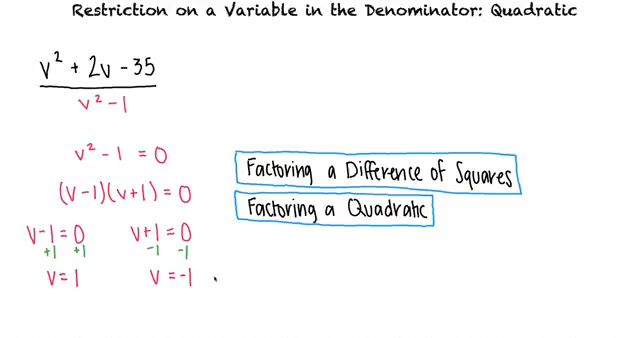 Restriction on a Variable in the Denominator: Quadratic
v² + 2v - 35
v² - 1
v² - 1 = 0
(v-1)(v+1) = 0
v-1 = 0 v+1 = 0
+1 +1 -1 -1
v = 1 v = -1
Factoring a Difference of Squares
Factoring a Quadratic